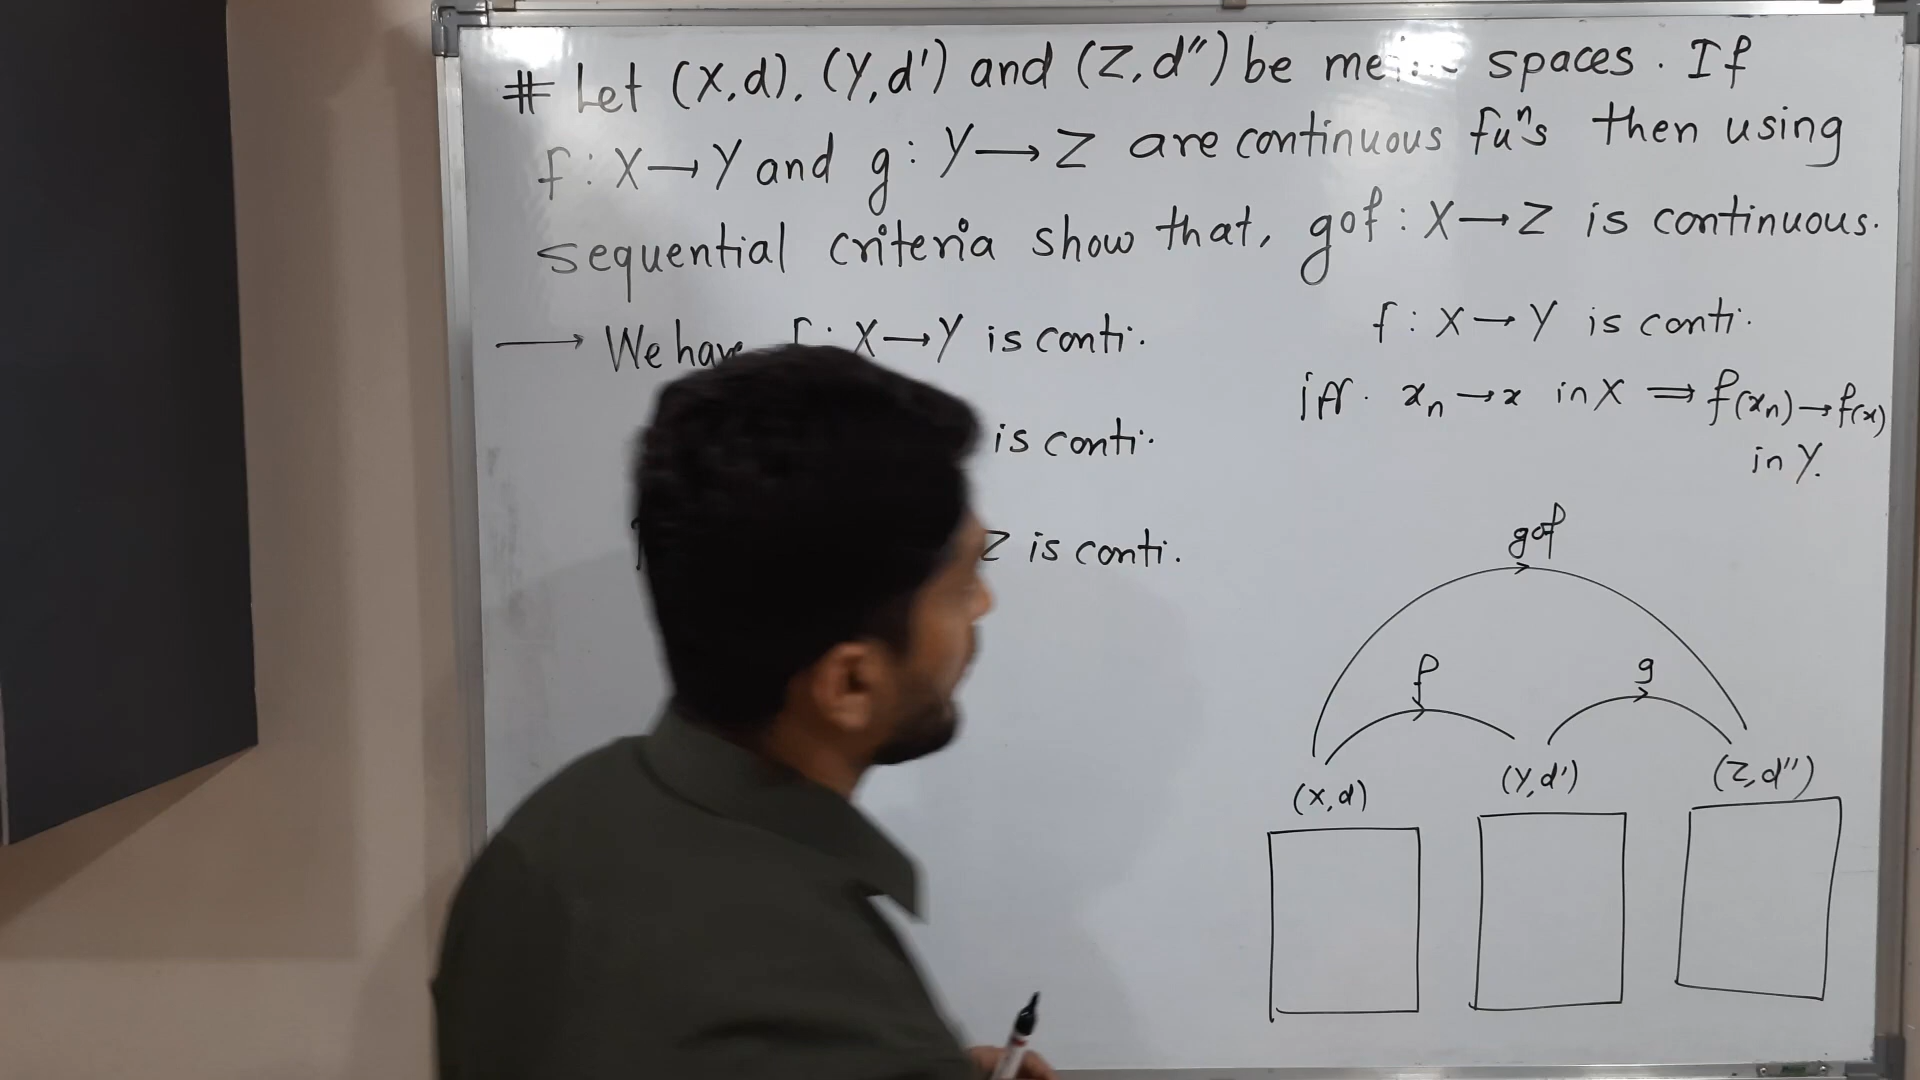 # Let (X,d), (Y,d') and (Z,d'') be spaces. If
f : X→Y and g : Y→Z are continuous fuⁿs then using
sequential criteria show that, gof : X→Z is continuous.
→ We have f : X→Y is conti.
is conti.
Z is conti.
f : X→Y is conti.
iff. xₙ→x in X ⇒ f(xₙ)→f(x)
in Y.
gof
f g
(X,d) (Y,d') (Z,d'')